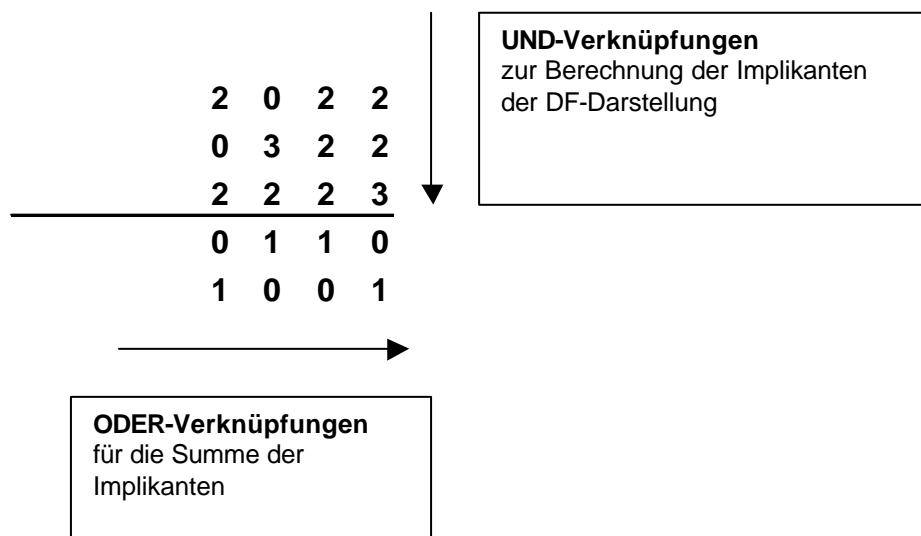 UND-Verknüpfungen
zur Berechnung der Implikanten
der DF-Darstellung
2 0 2 2
0 3 2 2
2 2 2 3
0 1 1 0
1 0 0 1
ODER-Verknüpfungen
für die Summe der
Implikanten